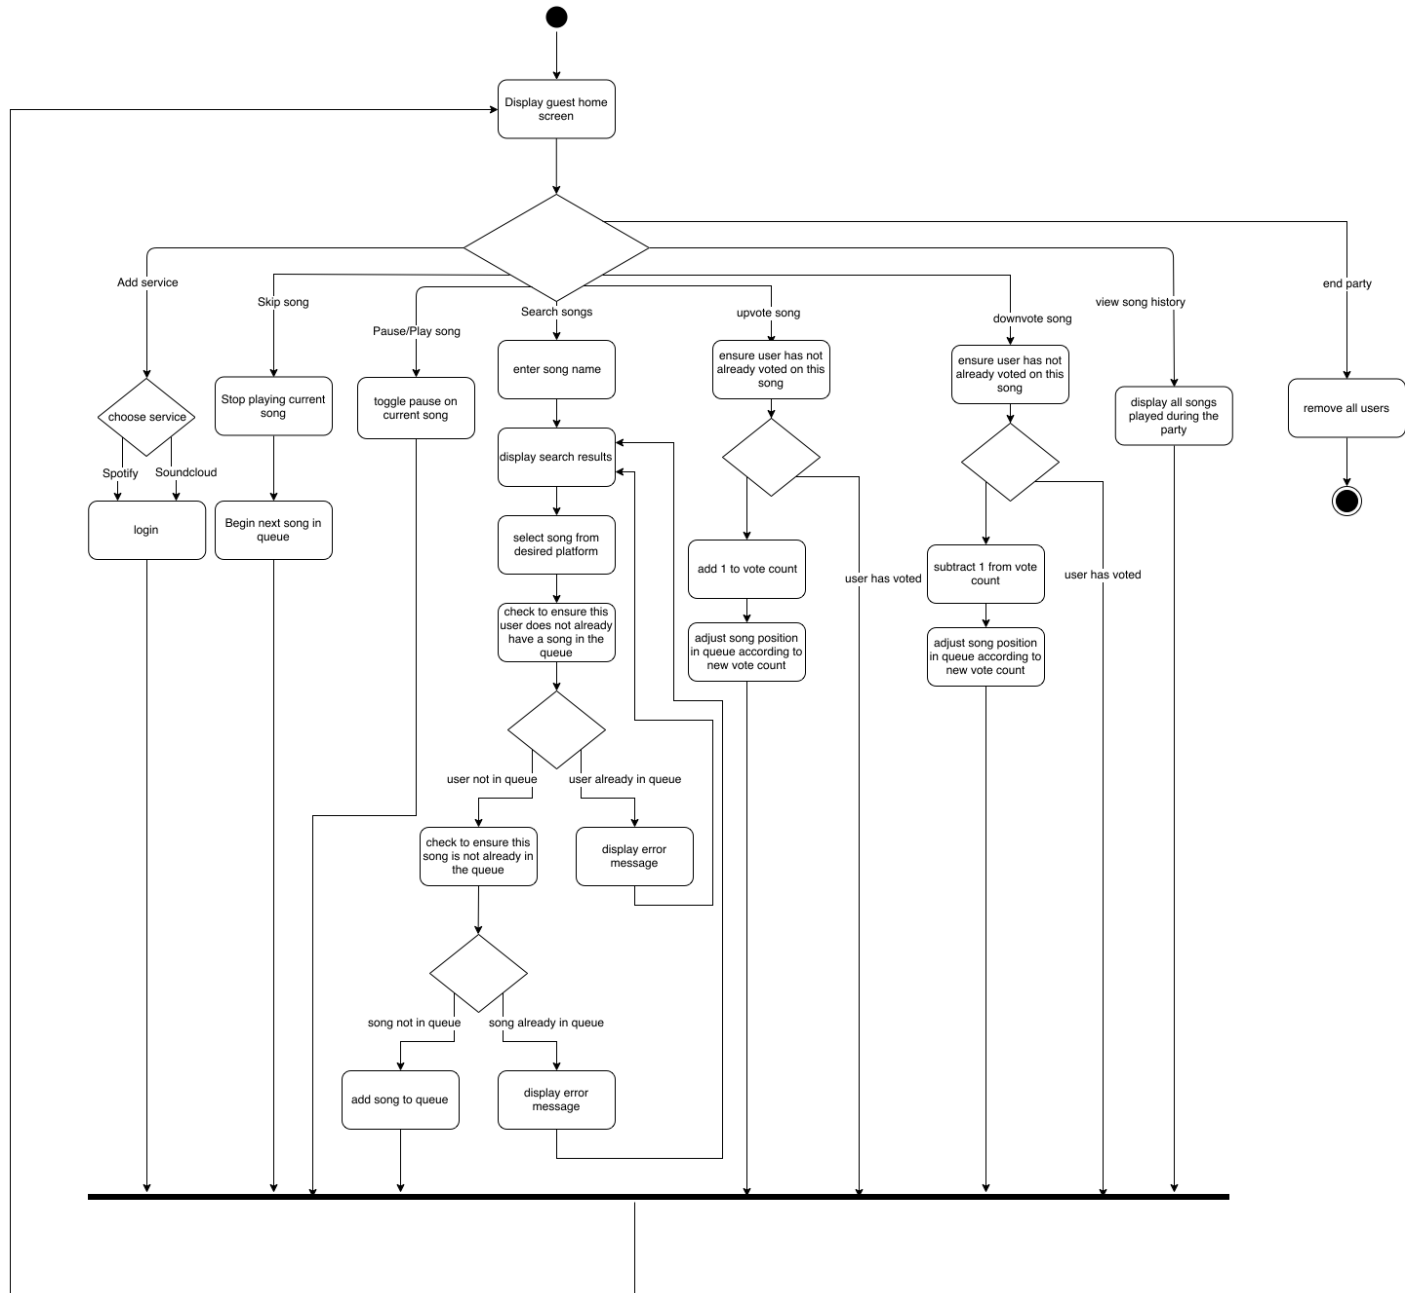 Display guest home
screen
Add service
Skip song
Pause/Play song
Search songs
upvote song
downvote song
view song history
end party
choose service
Spotify
Soundcloud
login
Stop playing current
song
Begin next song in
queue
toggle pause on
current song
enter song name
display search results
select song from
desired platform
check to ensure this
user does not already
have a song in the
queue
user not in queue
user already in queue
check to ensure this
song is not already in
the queue
display error
message
song not in queue
song already in queue
add song to queue
display error
message
ensure user has not
already voted on this
song
add 1 to vote count
user has voted
adjust song position
in queue according to
new vote count
ensure user has not
already voted on this
song
subtract 1 from vote
count
user has voted
adjust song position
in queue according to
new vote count
display all songs
played during the
party
remove all users